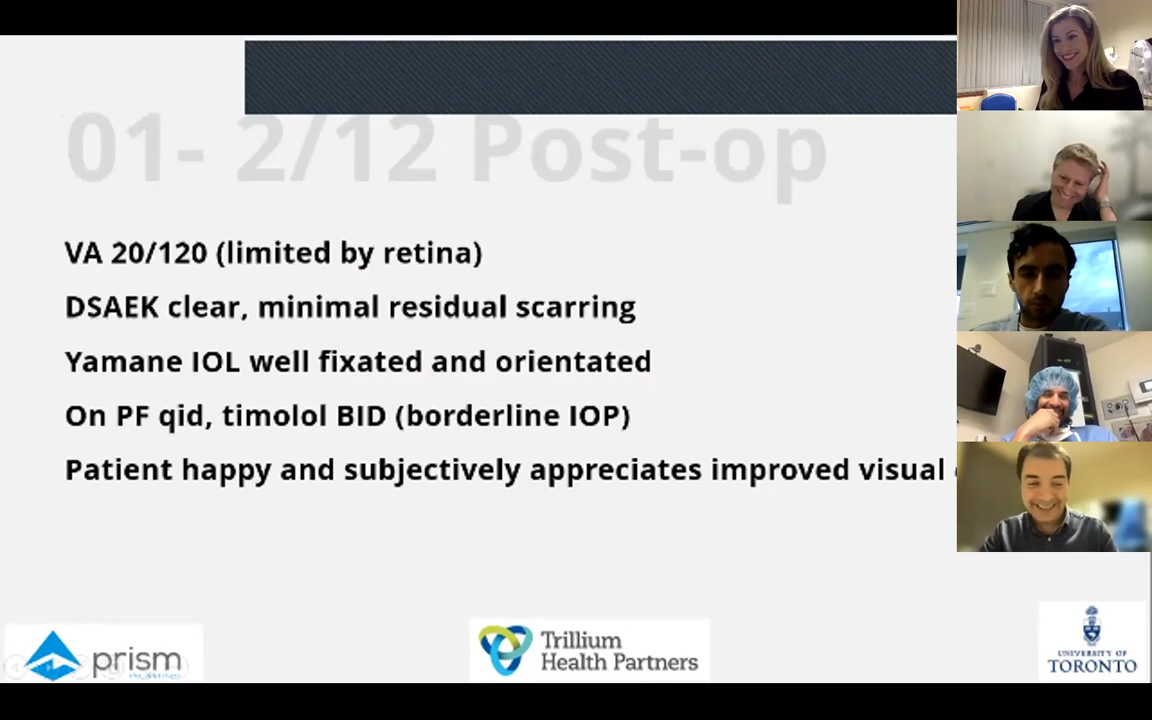 01- 2/12 Post-op
VA 20/120 (limited by retina)
DSAEK clear, minimal residual scarring
Yamane IOL well fixated and orientated
On PF qid, timolol BID (borderline IOP)
Patient happy and subjectively appreciates improved visual
prism
Trillium
Health Partners
UNIVERSITY OF
TORONTO